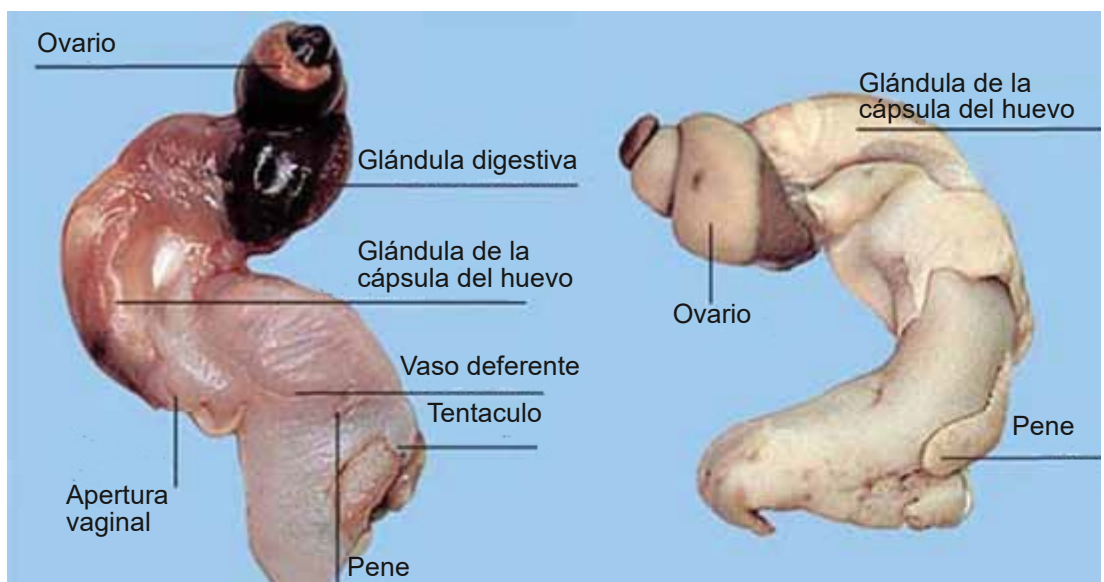 Ovario
Glándula digestiva
Glándula de la
cápsula del huevo
Vaso deferente
Tentaculo
Apertura
vaginal
Pene
Glándula de la
cápsula del huevo
Ovario
Pene